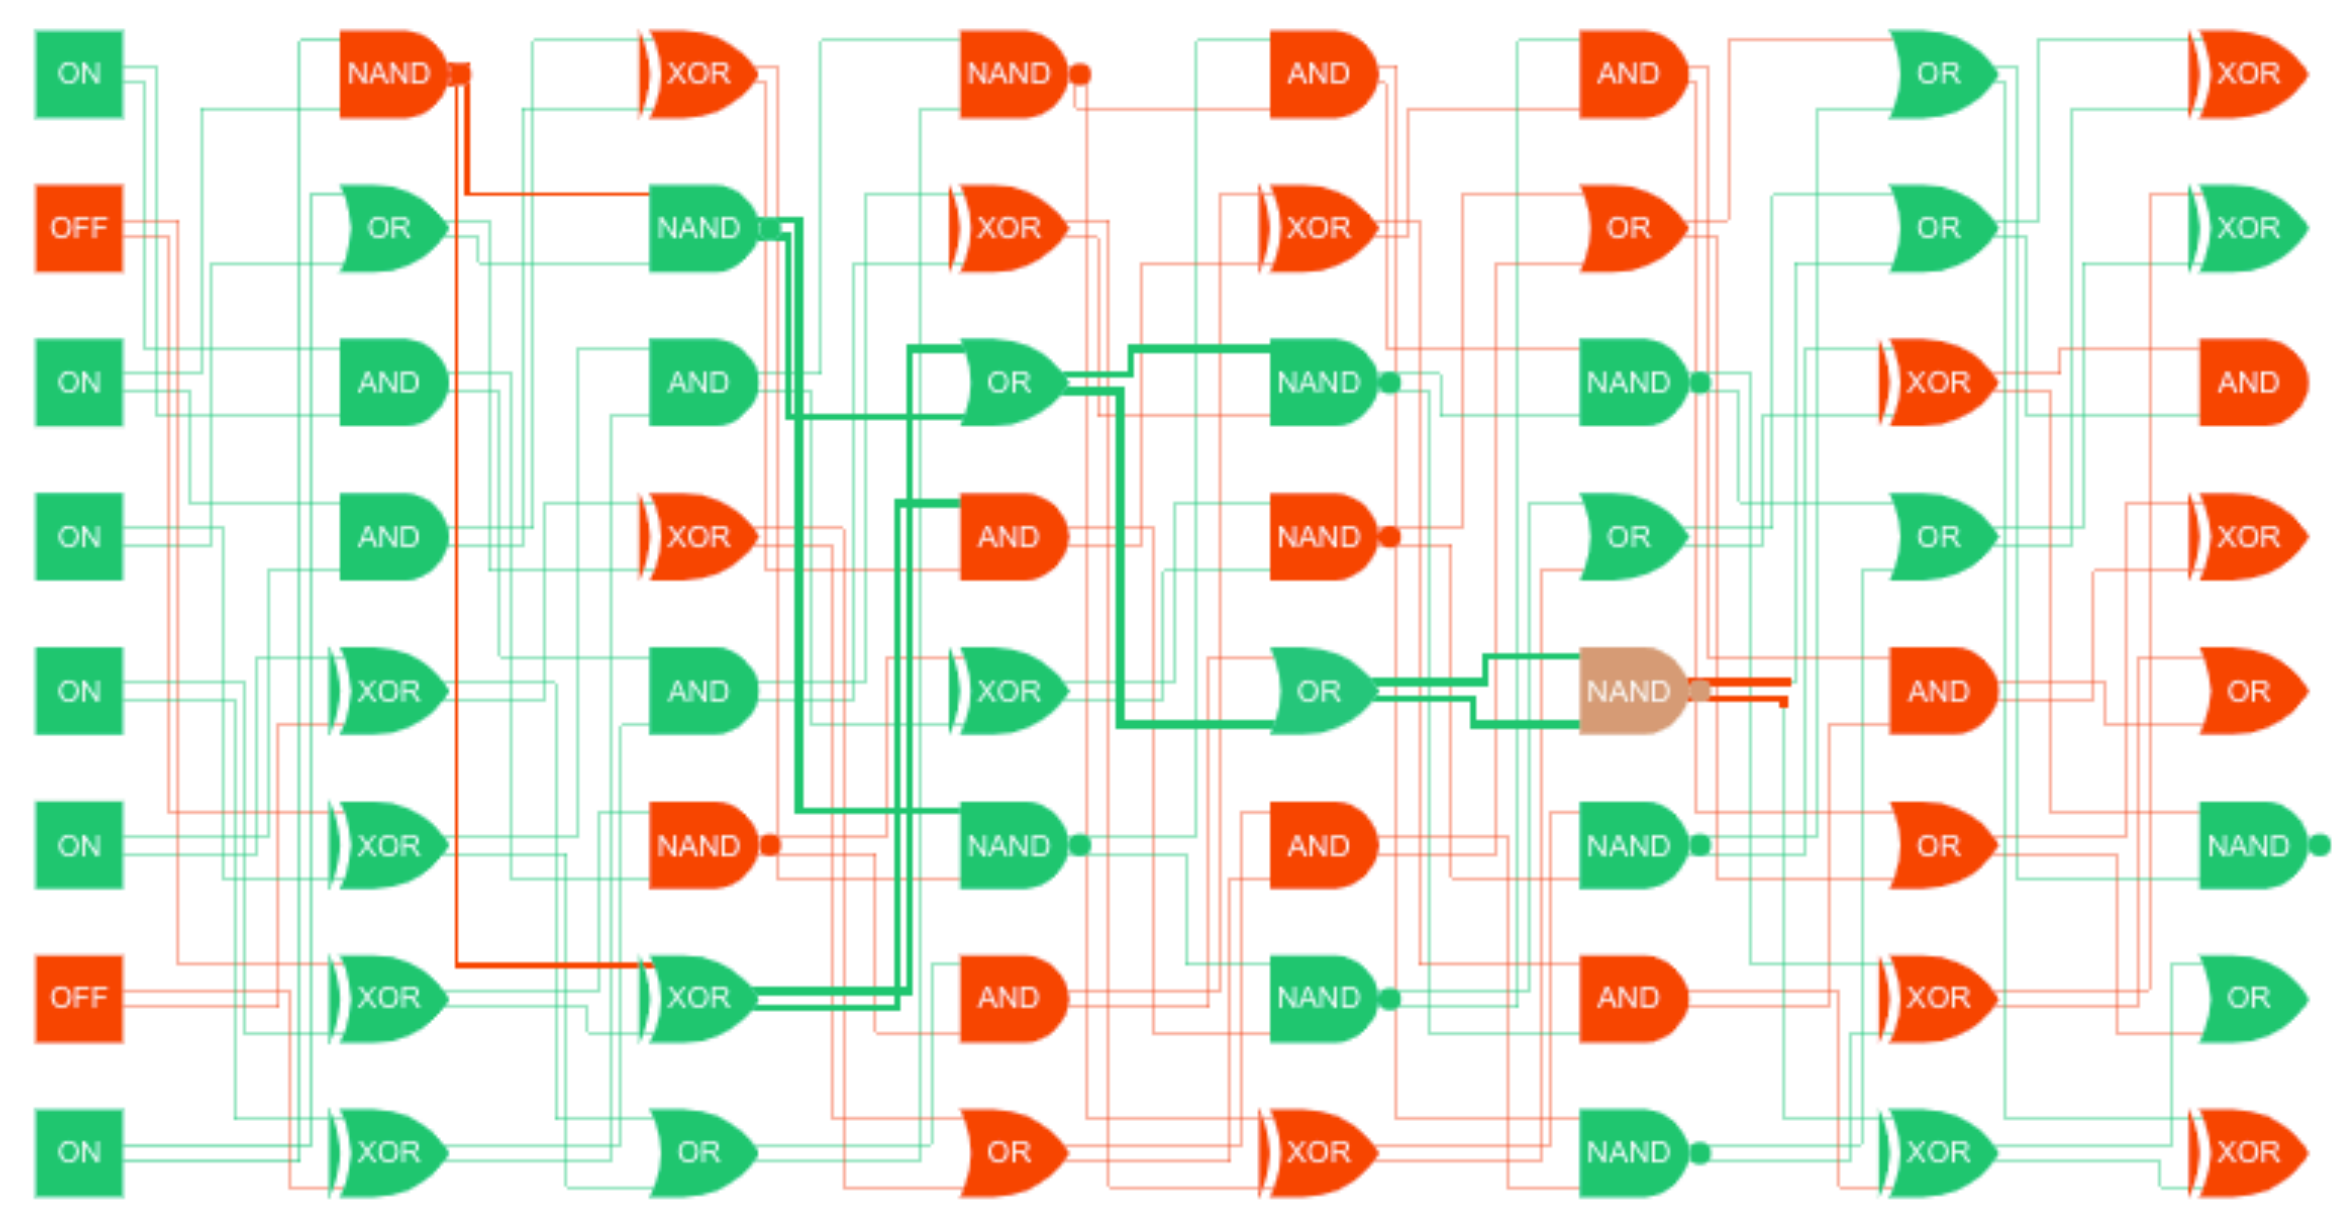 ON NAND XOR NAND AND AND OR XOR
OFF OR NAND XOR XOR OR OR XOR
ON AND AND OR NAND NAND XOR AND
ON AND XOR AND NAND OR OR XOR
ON XOR AND XOR OR NAND AND OR
ON XOR NAND NAND AND NAND OR NAND
OFF XOR XOR AND NAND AND XOR OR
ON XOR OR OR XOR NAND XOR XOR